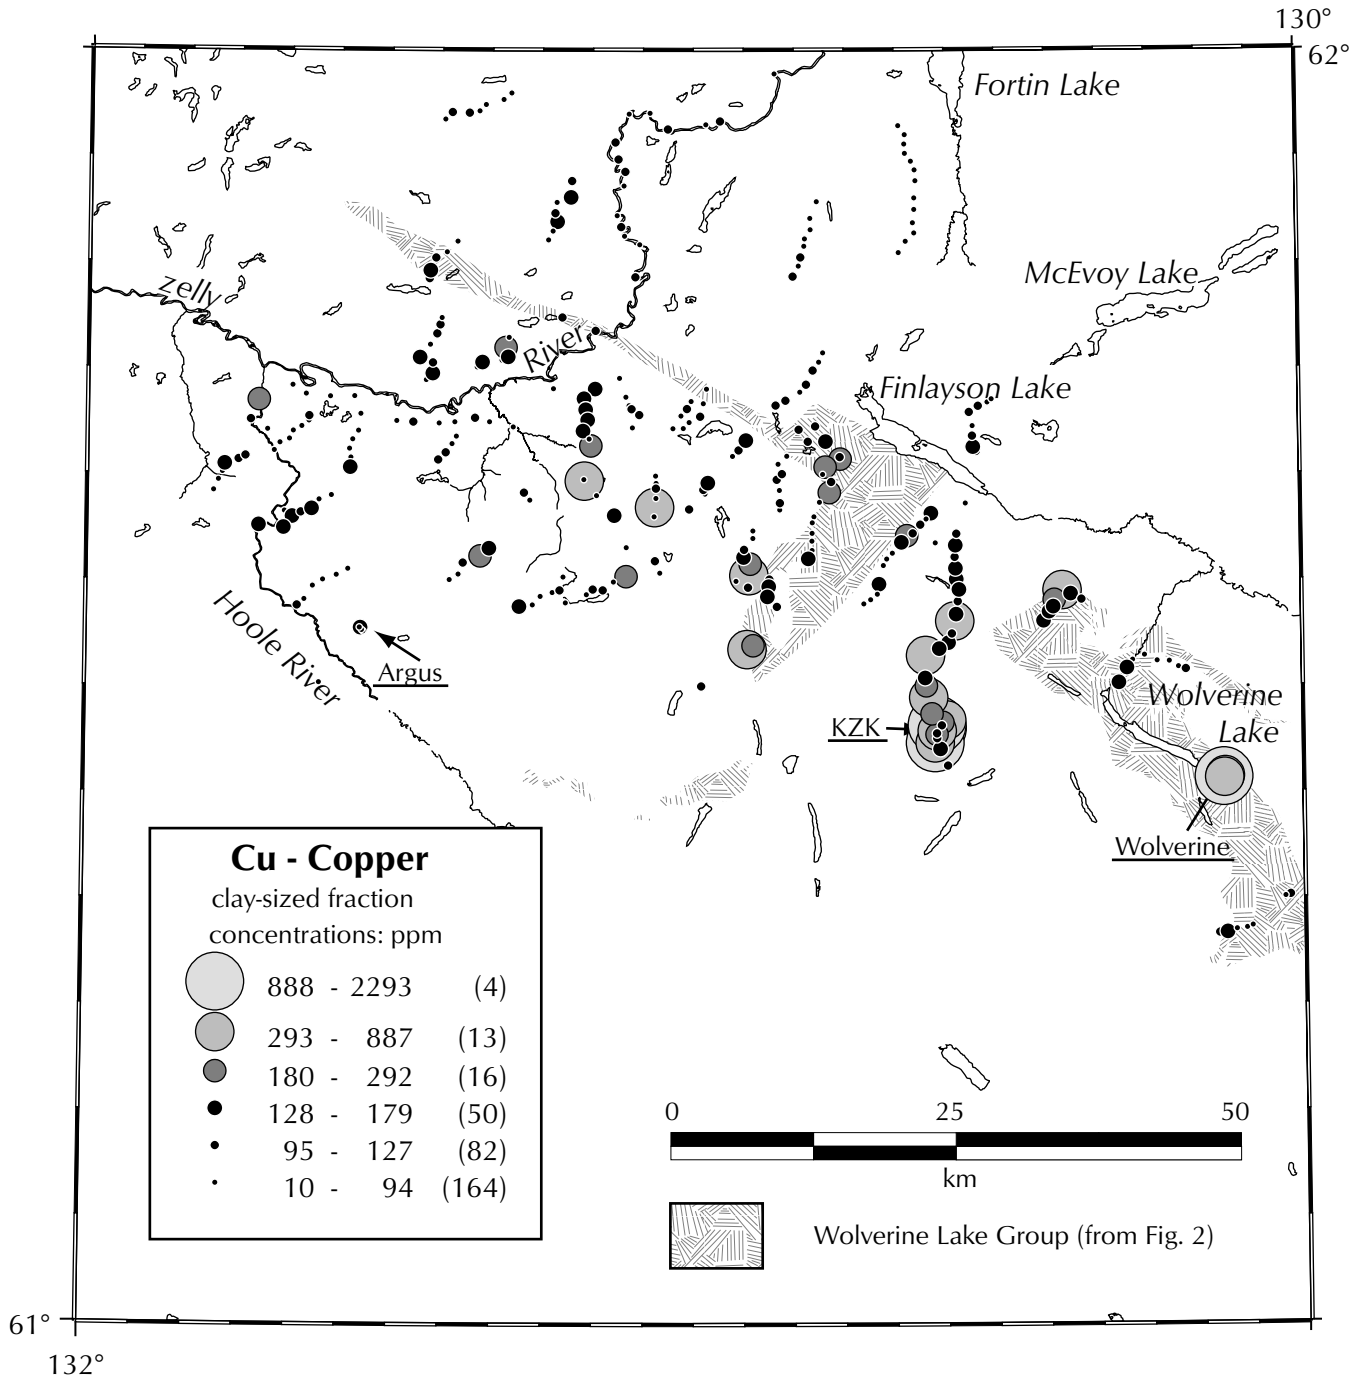 130°
62°
Fortin Lake
McEvoy Lake
zelly
River
Finlayson Lake
Hoole River
Argus
Wolverine
Lake
KZK
Wolverine
Cu - Copper
clay-sized fraction
concentrations: ppm
888 - 2293 (4)
293 - 887 (13)
180 - 292 (16)
128 - 179 (50)
95 - 127 (82)
10 - 94 (164)
0 25 50
km
Wolverine Lake Group (from Fig. 2)
61°
132°